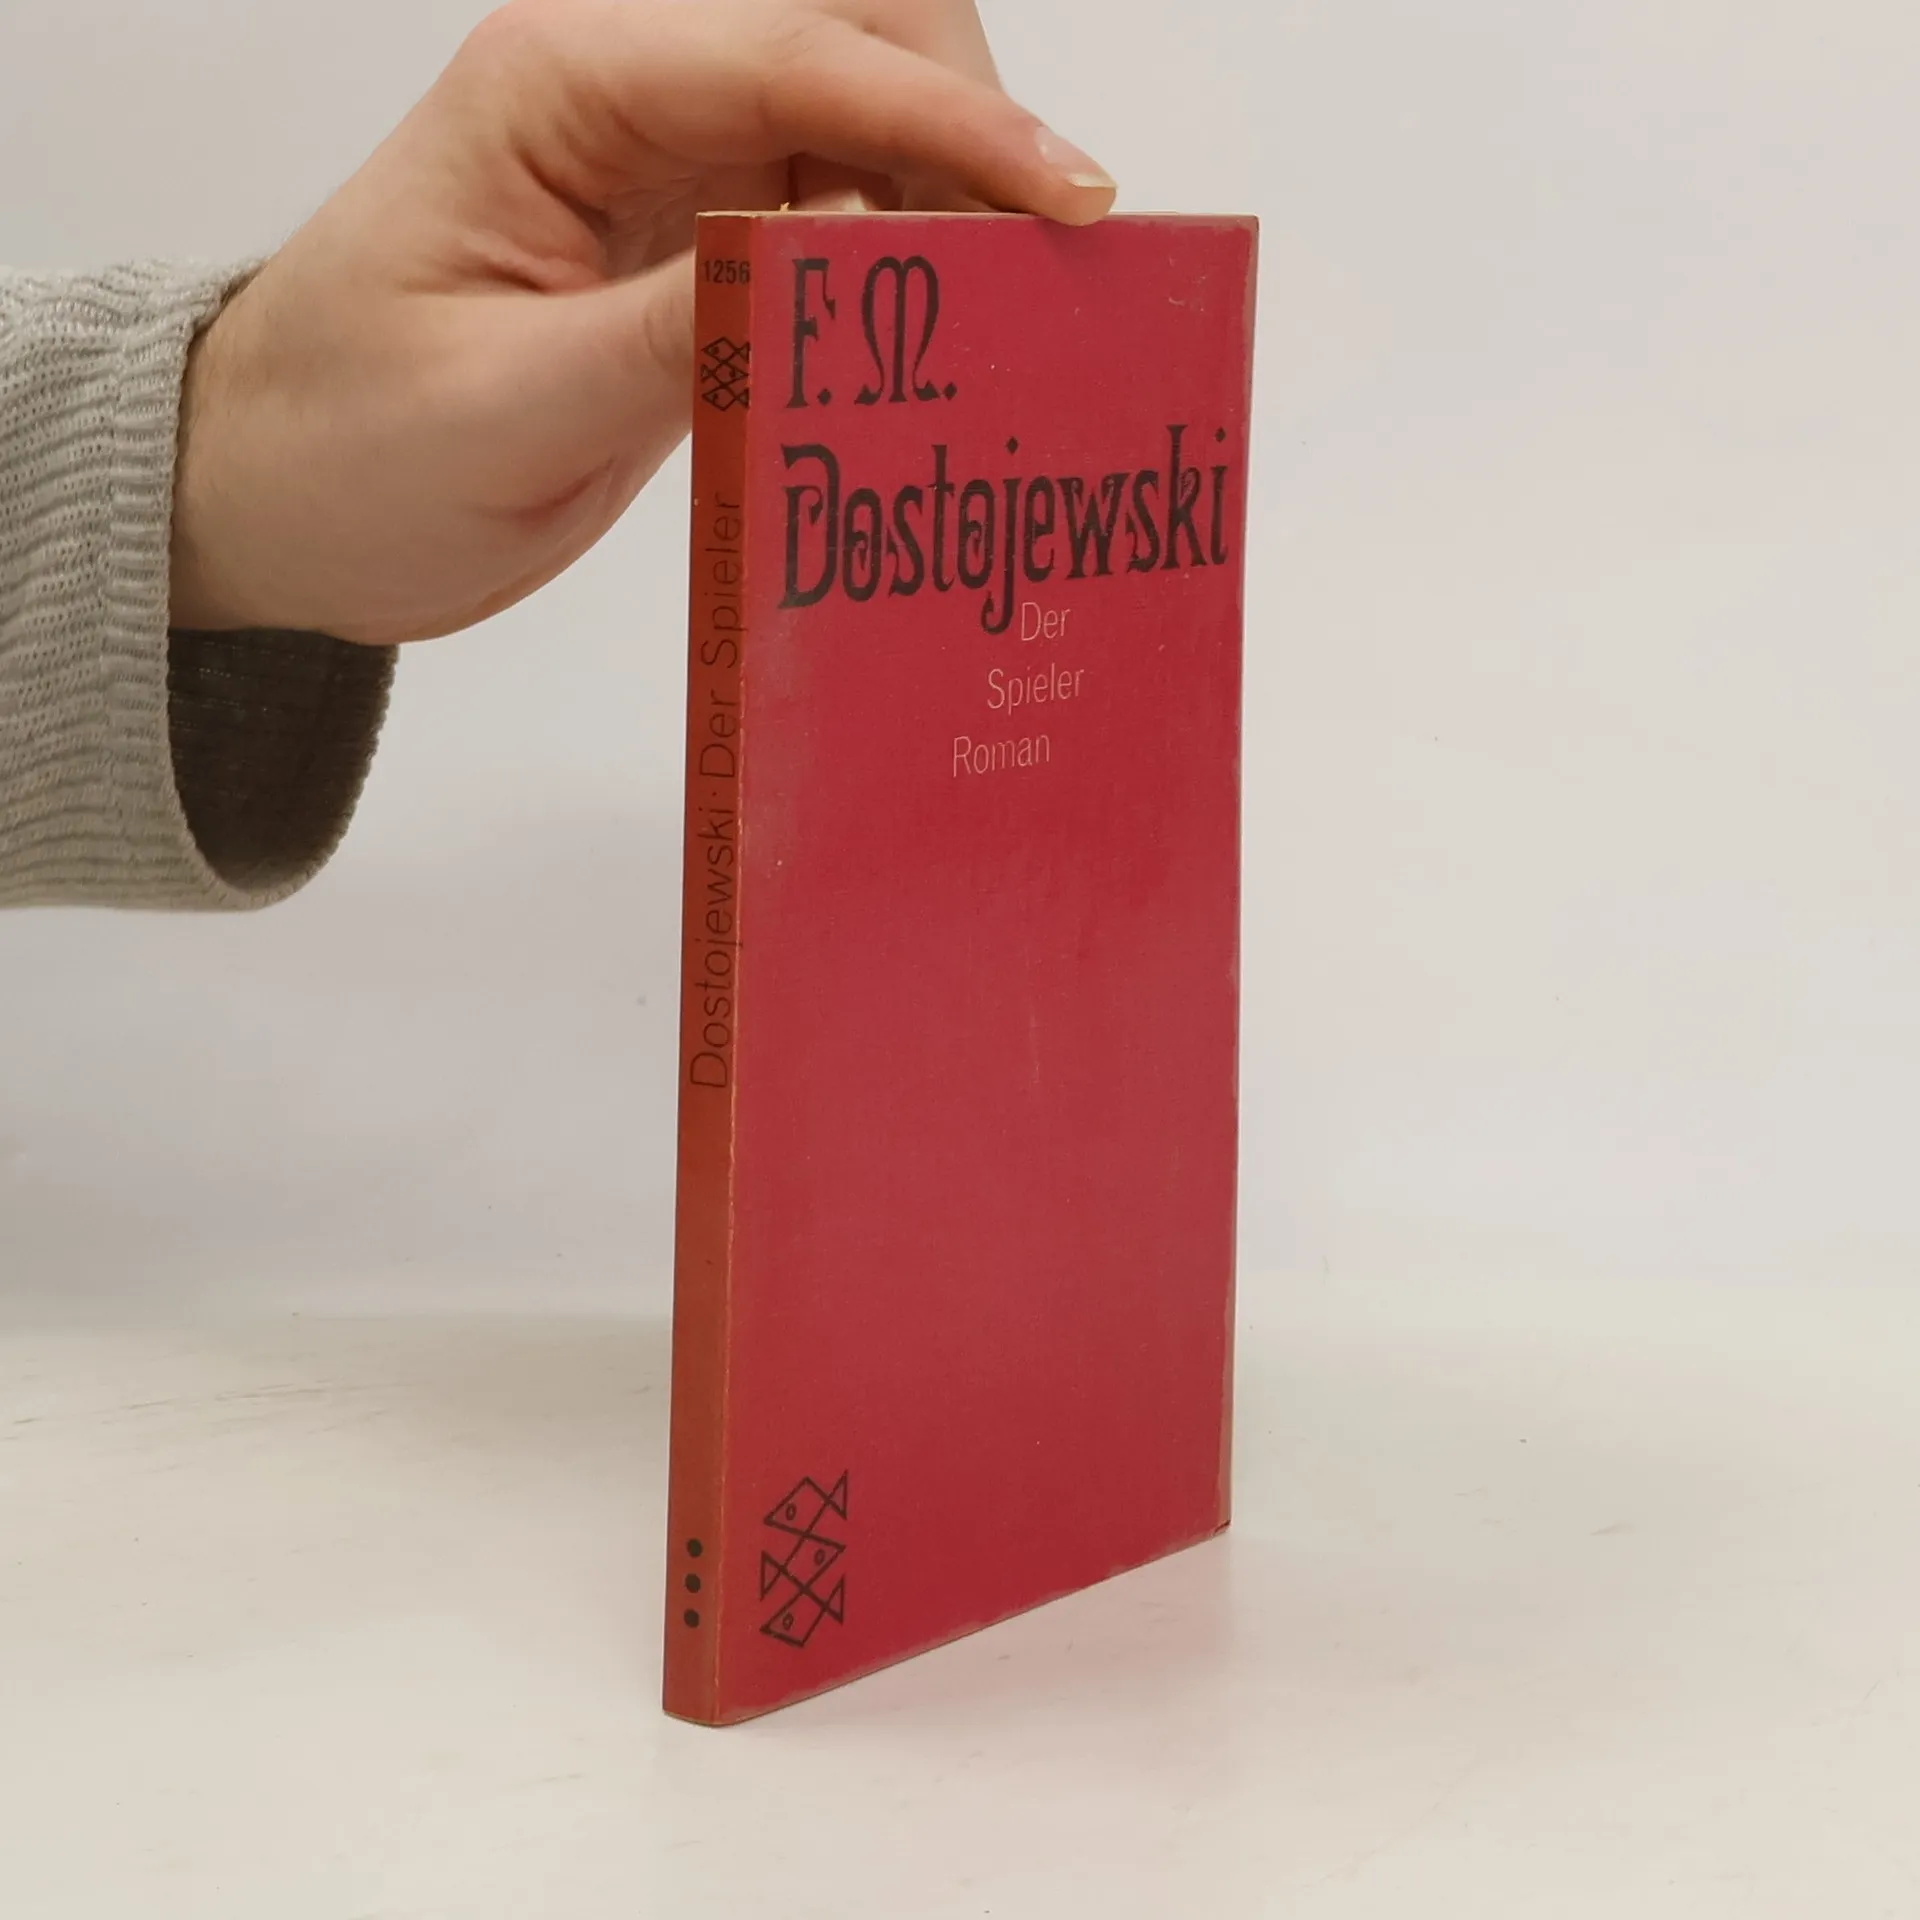 1256
Dostojewski · Der Spieler
F. M.
Dostojewski
Der
Spieler
Roman